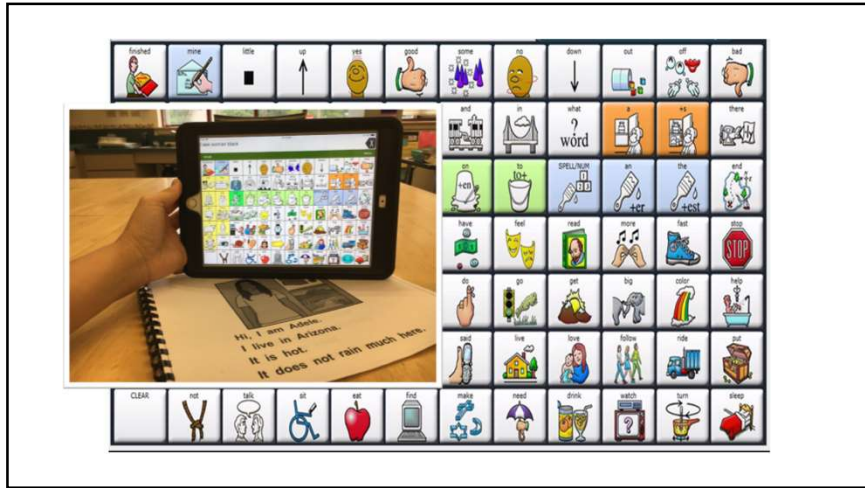 finished mine little up yes good some no down out off bad
and in what a +s there
? word
on to SPELL/NUM an the end
+en to+ +er +est
have feel read more fast stop
STOP
do go get big color help
Hi, I am Adele.
I live in Arizona.
It is hot.
It does not rain much here.
said live love follow ride put
CLEAR not talk sit eat find make need drink watch turn sleep
?